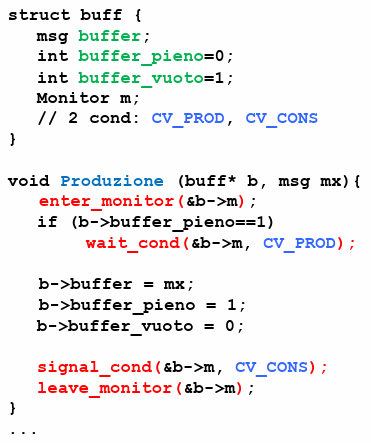 struct buff {
msg buffer;
int buffer_pieno=0;
int buffer_vuoto=1;
Monitor m;
// 2 cond: CV_PROD, CV_CONS
}
void Produzione (buff* b, msg mx){
enter_monitor(&b->m);
if (b->buffer_pieno==1)
wait_cond(&b->m, CV_PROD);
b->buffer = mx;
b->buffer_pieno = 1;
b->buffer_vuoto = 0;
signal_cond(&b->m, CV_CONS);
leave_monitor(&b->m);
}
...